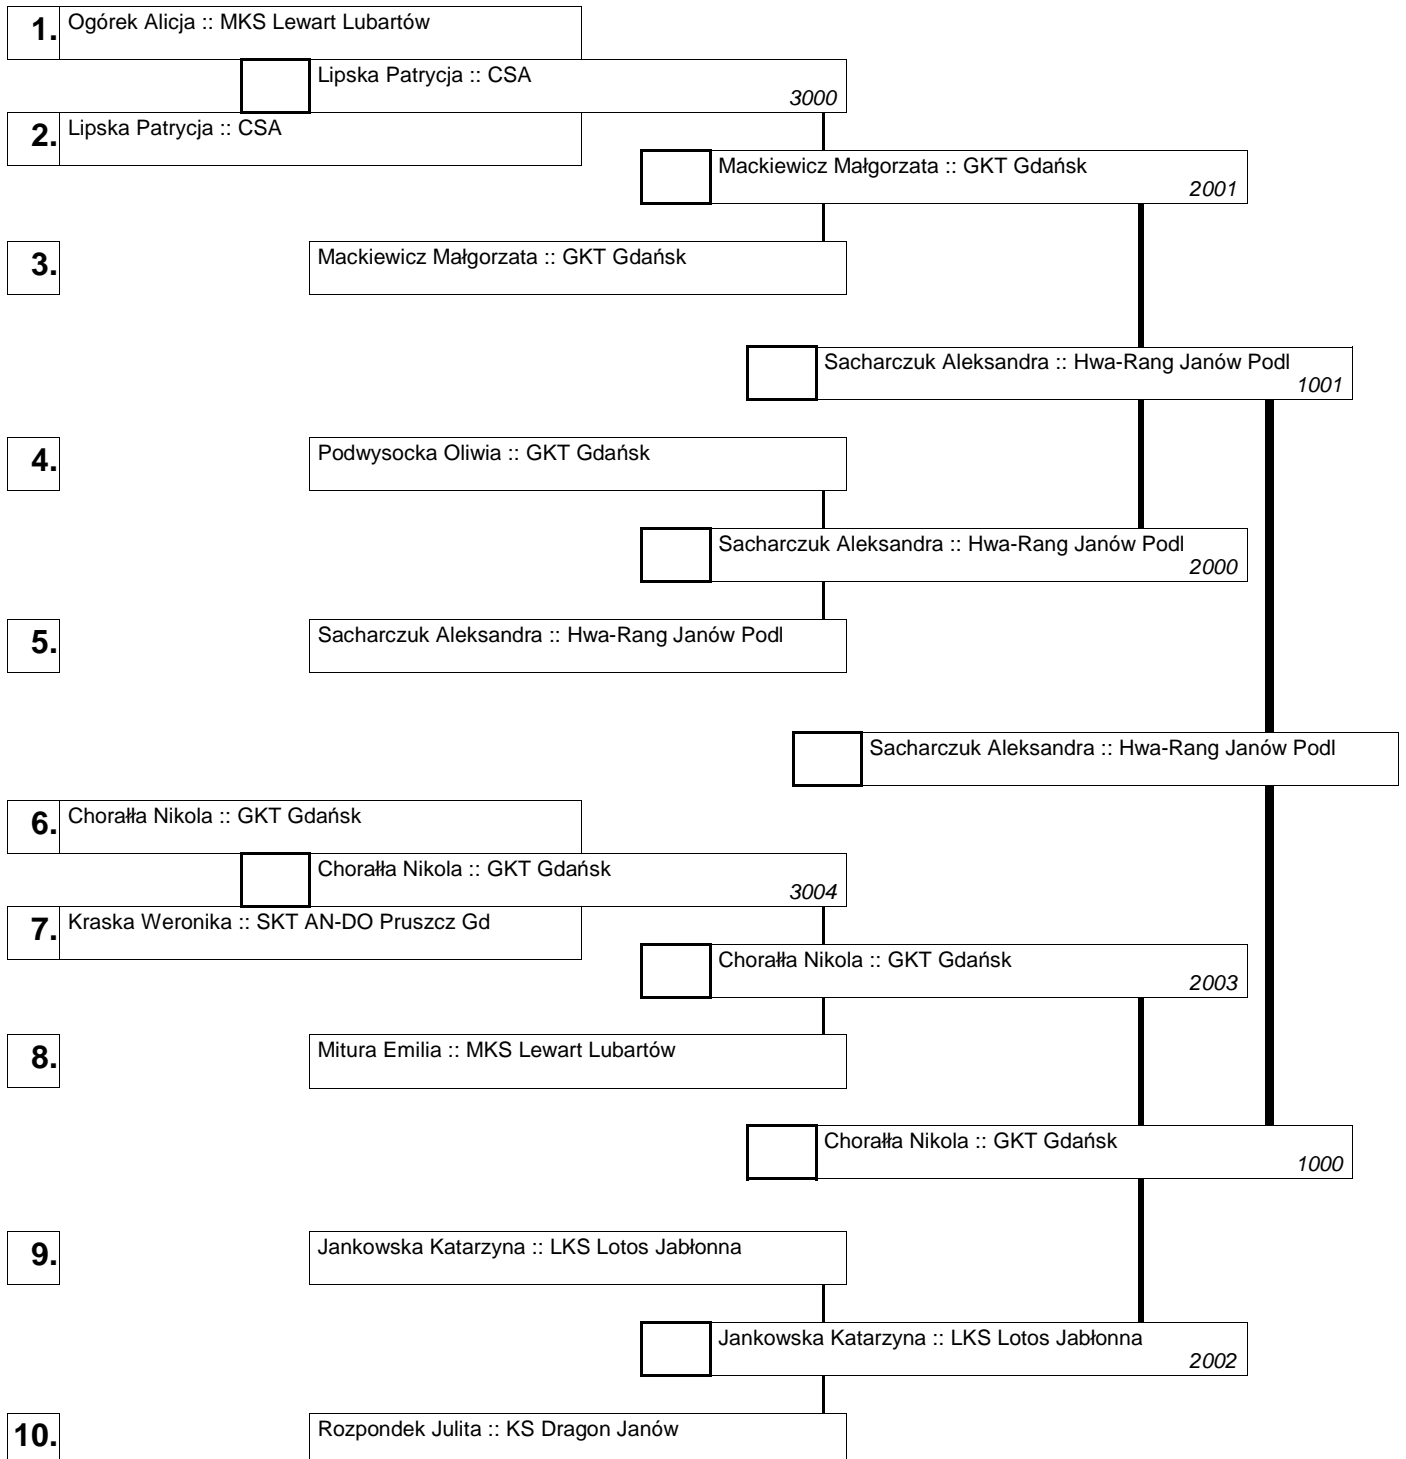 1. Ogórek Alicja :: MKS Lewart Lubartów
Lipska Patrycja :: CSA
3000
2. Lipska Patrycja :: CSA
Mackiewicz Małgorzata :: GKT Gdańsk
2001
3. Mackiewicz Małgorzata :: GKT Gdańsk
Sacharczuk Aleksandra :: Hwa-Rang Janów Podl
1001
4. Podwysocka Oliwia :: GKT Gdańsk
Sacharczuk Aleksandra :: Hwa-Rang Janów Podl
2000
5. Sacharczuk Aleksandra :: Hwa-Rang Janów Podl
Sacharczuk Aleksandra :: Hwa-Rang Janów Podl
6. Chorałła Nikola :: GKT Gdańsk
Chorałła Nikola :: GKT Gdańsk
3004
7. Kraska Weronika :: SKT AN-DO Pruszcz Gd
Chorałła Nikola :: GKT Gdańsk
2003
8. Mitura Emilia :: MKS Lewart Lubartów
Chorałła Nikola :: GKT Gdańsk
1000
9. Jankowska Katarzyna :: LKS Lotos Jabłonna
Jankowska Katarzyna :: LKS Lotos Jabłonna
2002
10. Rozpondek Julita :: KS Dragon Janów